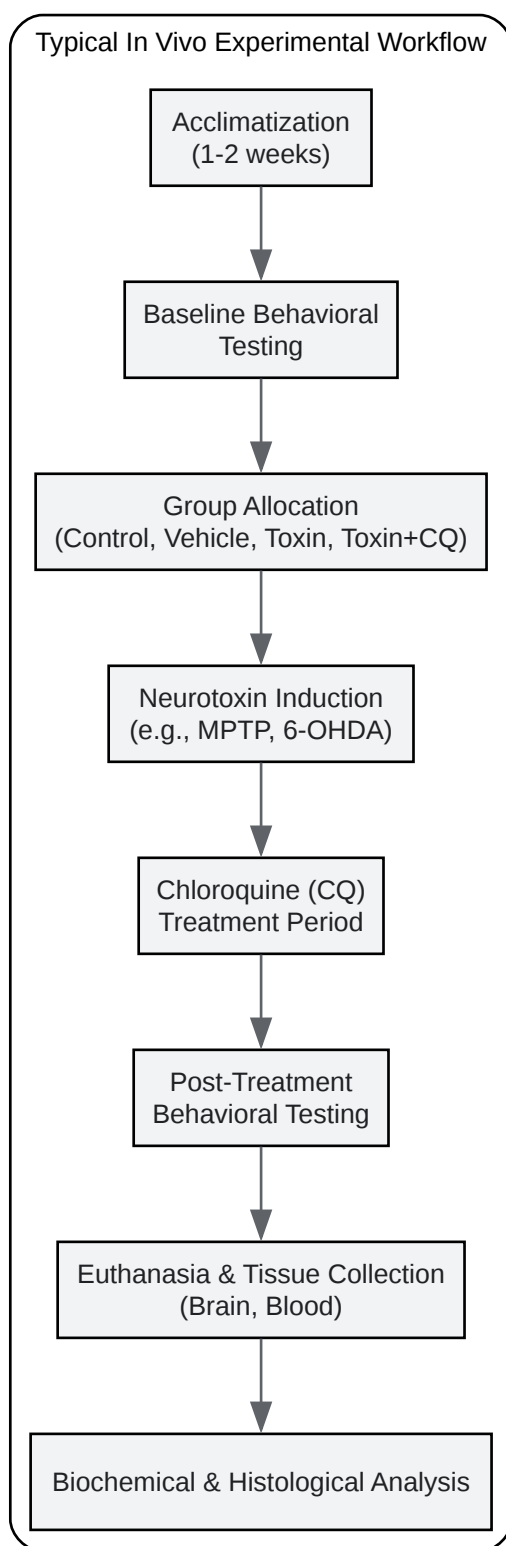 Typical In Vivo Experimental Workflow
Acclimatization
(1-2 weeks)
Baseline Behavioral
Testing
Group Allocation
(Control, Vehicle, Toxin, Toxin+CQ)
Neurotoxin Induction
(e.g., MPTP, 6-OHDA)
Chloroquine (CQ)
Treatment Period
Post-Treatment
Behavioral Testing
Euthanasia & Tissue Collection
(Brain, Blood)
Biochemical & Histological Analysis